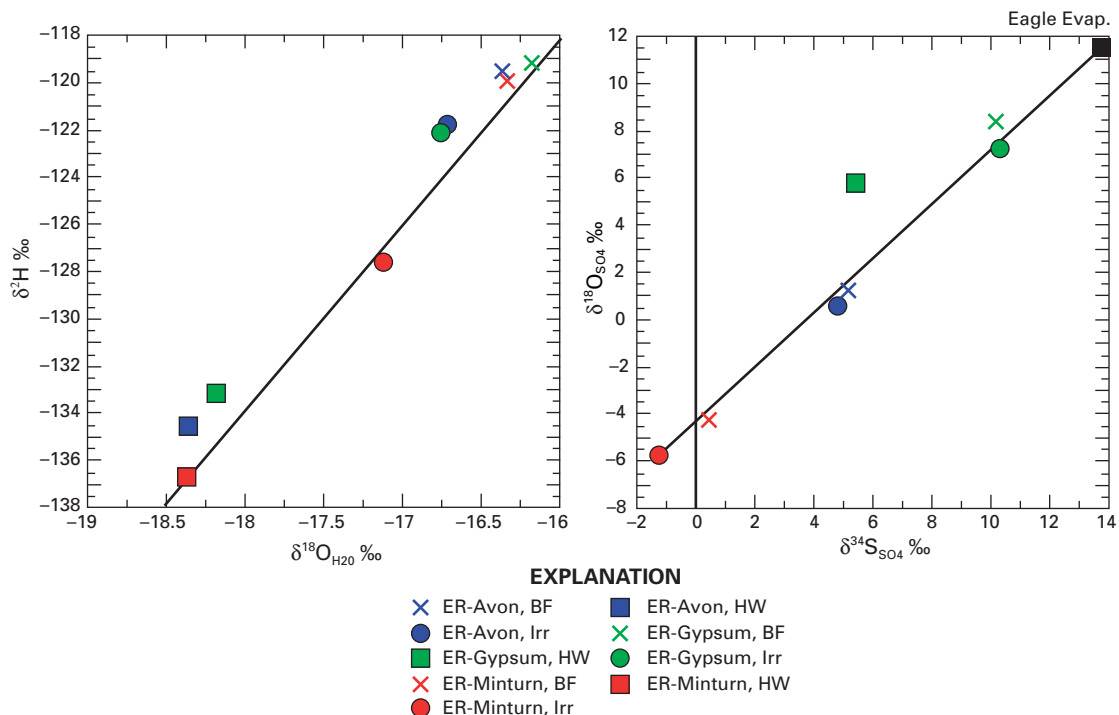 Eagle Evap.
−118
−120
−122
−124
−126
−128
−130
−132
−134
−136
−138
δ²H ‰
−19
−18.5
−18
−17.5
−17
−16.5
−16
δ¹⁸O_H20 ‰
12
10
8
6
4
2
0
−2
−4
−6
−8
δ¹⁸O_SO4 ‰
−2
0
2
4
6
8
10
12
14
δ³⁴S_SO4 ‰
EXPLANATION
ER-Avon, BF
ER-Avon, Irr
ER-Gypsum, HW
ER-Minturn, BF
ER-Minturn, Irr
ER-Avon, HW
ER-Gypsum, BF
ER-Gypsum, Irr
ER-Minturn, HW